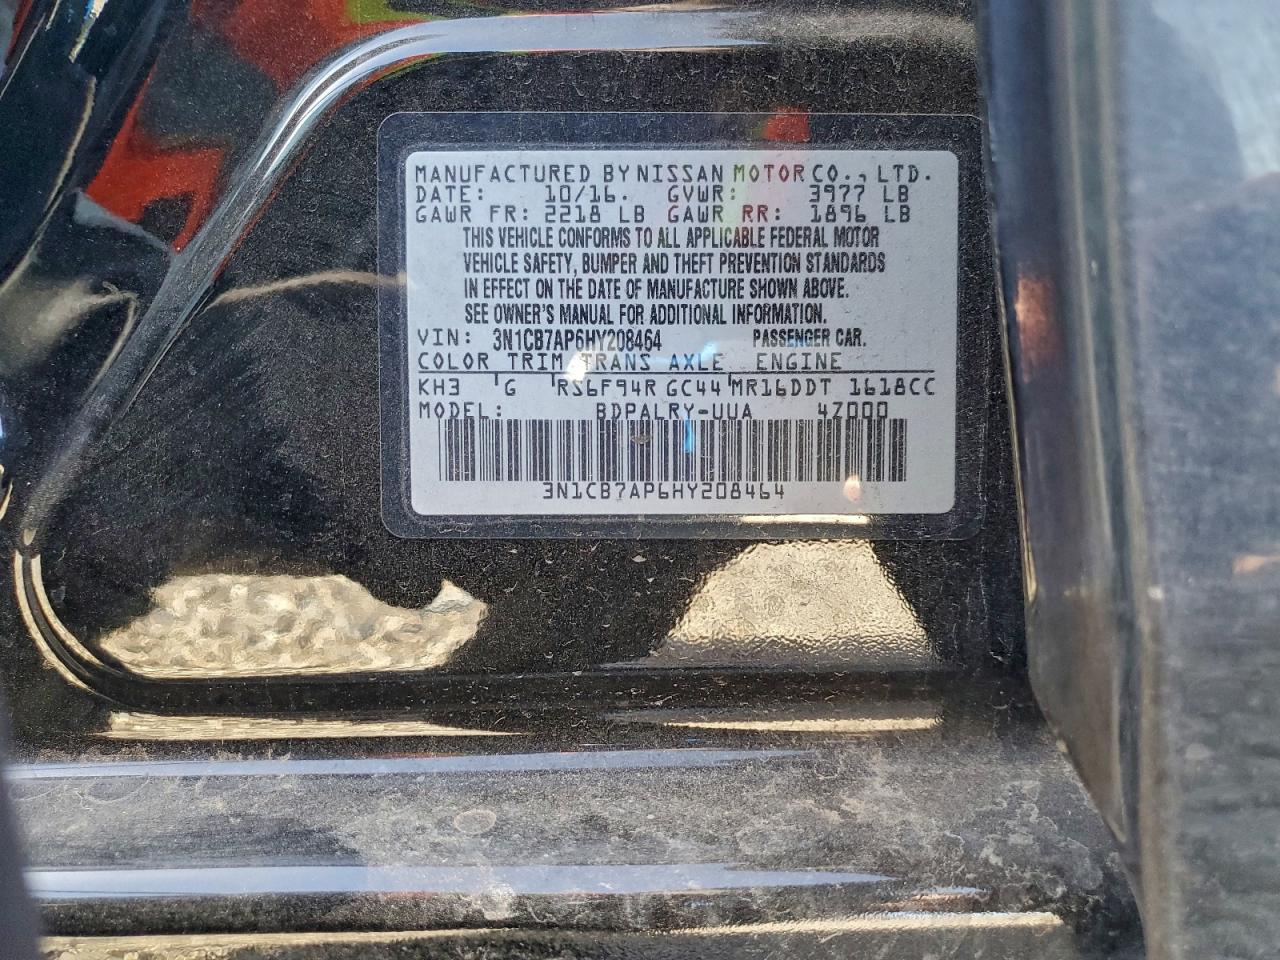 MANUFACTURED BY NISSAN MOTOR CO., LTD.
DATE: 10/16. GVWR: 3977 LB
GAWR FR: 2218 LB GAWR RR: 1896 LB
THIS VEHICLE CONFORMS TO ALL APPLICABLE FEDERAL MOTOR
VEHICLE SAFETY, BUMPER AND THEFT PREVENTION STANDARDS
IN EFFECT ON THE DATE OF MANUFACTURE SHOWN ABOVE.
SEE OWNER'S MANUAL FOR ADDITIONAL INFORMATION.
VIN: 3N1CB7AP6HY208464 PASSENGER CAR.
COLOR TRIM TRANS AXLE ENGINE
KH3 G RS6F94R GC44 MR16DDT 1618CC
MODEL: BDPALRY-UUA 47000
3N1CB7AP6HY208464